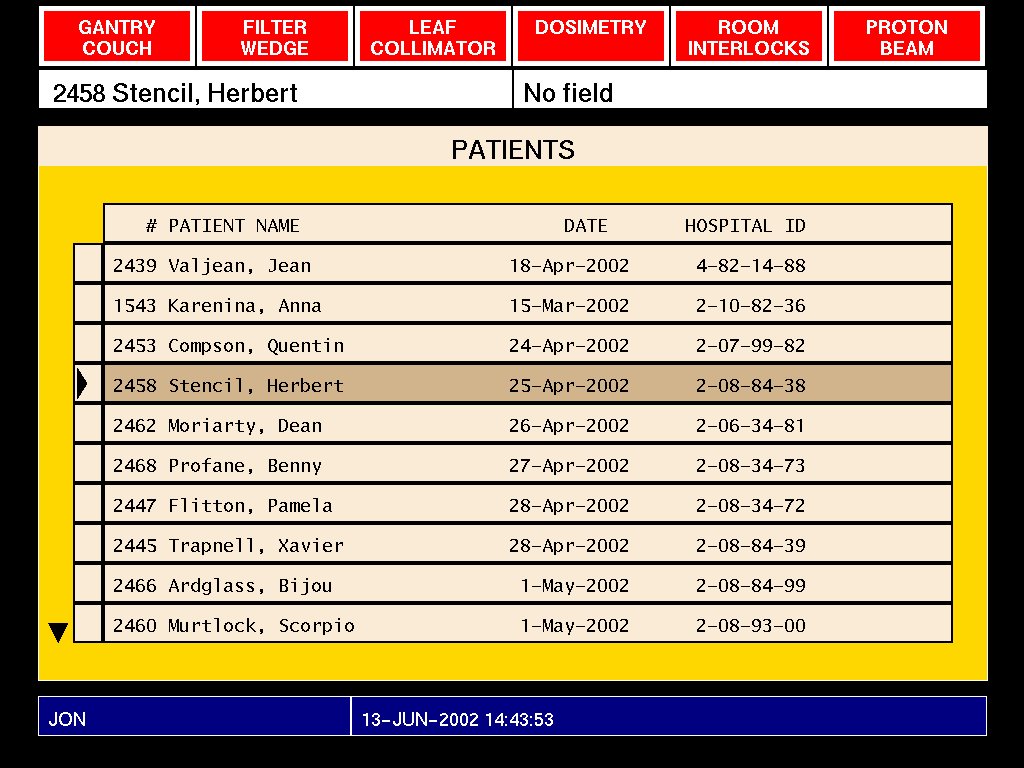 GANTRY COUCH FILTER WEDGE LEAF COLLIMATOR DOSIMETRY ROOM INTERLOCKS PROTON BEAM
2458 Stencil, Herbert No field
PATIENTS
# PATIENT NAME DATE HOSPITAL ID
2439 Valjean, Jean 18-Apr-2002 4-82-14-88
1543 Karenina, Anna 15-Mar-2002 2-10-82-36
2453 Compson, Quentin 24-Apr-2002 2-07-99-82
2458 Stencil, Herbert 25-Apr-2002 2-08-84-38
2462 Moriarty, Dean 26-Apr-2002 2-06-34-81
2468 Profane, Benny 27-Apr-2002 2-08-34-73
2447 Flitton, Pamela 28-Apr-2002 2-08-34-72
2445 Trapnell, Xavier 28-Apr-2002 2-08-84-39
2466 Ardglass, Bijou 1-May-2002 2-08-84-99
2460 Murtlock, Scorpio 1-May-2002 2-08-93-00
JON 13-JUN-2002 14:43:53